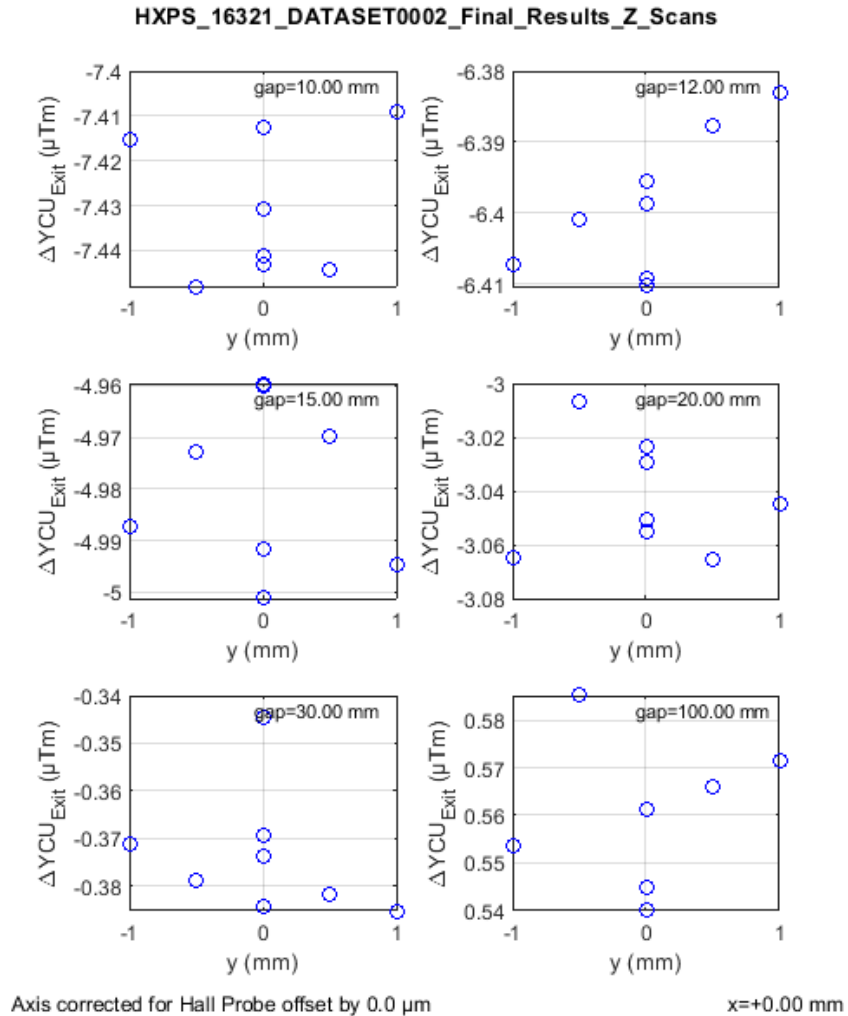 HXPS_16321_DATASET0002_Final_Results_Z_Scans
ΔYCU_Exit (µTm)
-7.4
-7.41
-7.42
-7.43
-7.44
gap=10.00 mm
-1 0 1
y (mm)
ΔYCU_Exit (µTm)
-6.38
-6.39
-6.4
-6.41
gap=12.00 mm
-1 0 1
y (mm)
ΔYCU_Exit (µTm)
-4.96
-4.97
-4.98
-4.99
-5
gap=15.00 mm
-1 0 1
y (mm)
ΔYCU_Exit (µTm)
-3
-3.02
-3.04
-3.06
-3.08
gap=20.00 mm
-1 0 1
y (mm)
ΔYCU_Exit (µTm)
-0.34
-0.35
-0.36
-0.37
-0.38
gap=30.00 mm
-1 0 1
y (mm)
ΔYCU_Exit (µTm)
0.58
0.57
0.56
0.55
0.54
gap=100.00 mm
-1 0 1
y (mm)
Axis corrected for Hall Probe offset by 0.0 µm
x=+0.00 mm